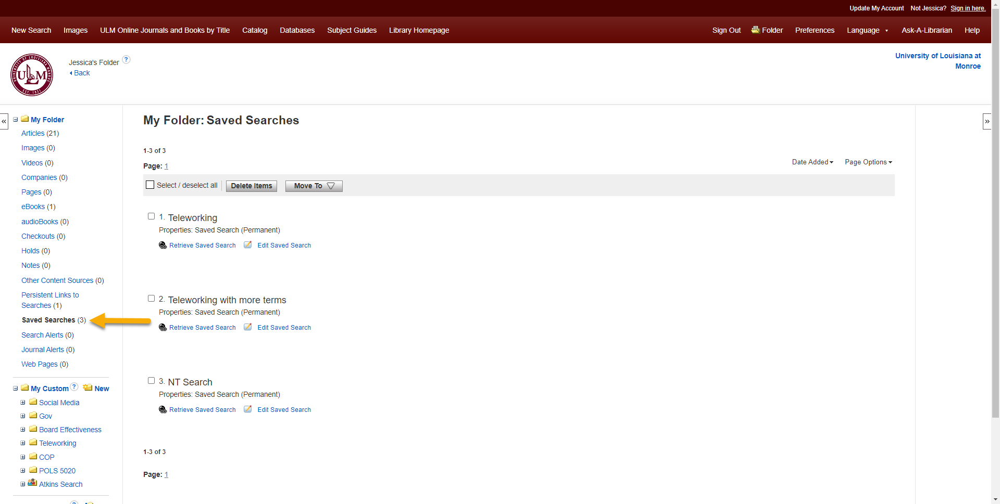 Update My Account Not Jessica? Sign in here.
New Search Images ULM Online Journals and Books by Title Catalog Databases Subject Guides Library Homepage Sign Out Folder Preferences Language Ask-A-Librarian Help
UNIVERSITY OF LOUISIANA MONROE
ULM
EST. 1931
Jessica's Folder ?
Back
University of Louisiana at
Monroe
«
»
My Folder
Articles (21)
Images (0)
Videos (0)
Companies (0)
Pages (0)
eBooks (1)
audioBooks (0)
Checkouts (0)
Holds (0)
Notes (0)
Other Content Sources (0)
Persistent Links to
Searches (1)
Saved Searches (3)
Search Alerts (0)
Journal Alerts (0)
Web Pages (0)
My Custom ? New
Social Media
Gov
Board Effectiveness
Teleworking
COP
POLS 5020
Atkins Search
My Folder: Saved Searches
1-3 of 3
Page: 1
Date Added Page Options
Select / deselect all Delete Items Move To
1. Teleworking
Properties: Saved Search (Permanent)
Retrieve Saved Search Edit Saved Search
2. Teleworking with more terms
Properties: Saved Search (Permanent)
Retrieve Saved Search Edit Saved Search
3. NT Search
Properties: Saved Search (Permanent)
Retrieve Saved Search Edit Saved Search
1-3 of 3
Page: 1